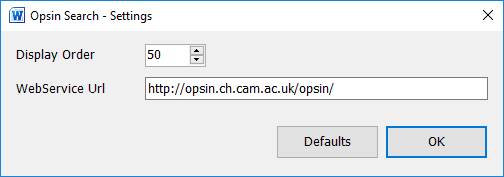 Opsin Search - Settings
Display Order 50
WebService Url http://opsin.ch.cam.ac.uk/opsin/
Defaults OK